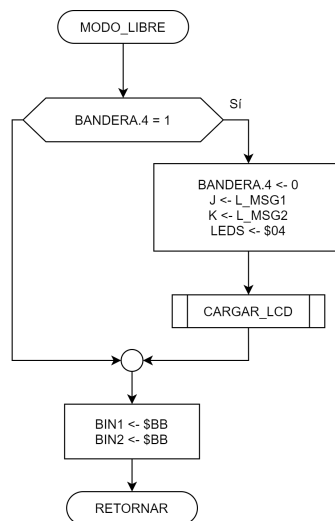 MODO_LIBRE
BANDERA.4 = 1
Sí
BANDERA.4 <- 0
J <- L_MSG1
K <- L_MSG2
LEDS <- $04
CARGAR_LCD
BIN1 <- $BB
BIN2 <- $BB
RETORNAR